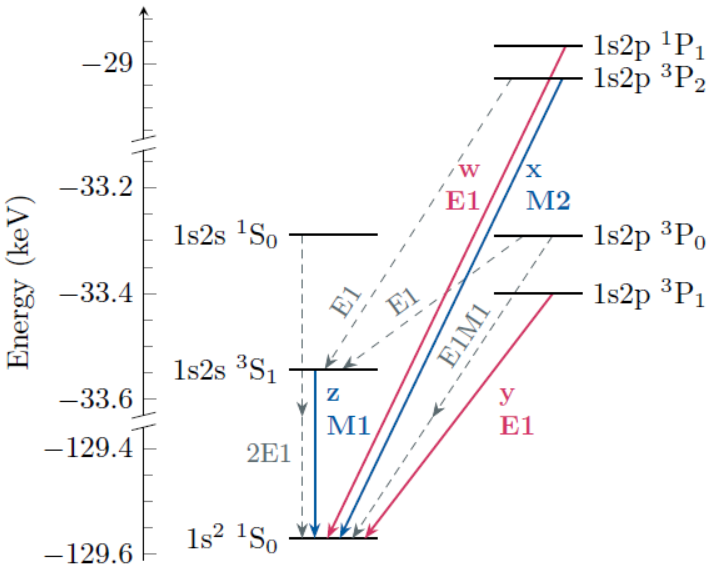 Energy (keV)
−29
−33.2
−33.4
−33.6
−129.4
−129.6
1s2p ¹P₁
1s2p ³P₂
1s2s ¹S₀
1s2p ³P₀
1s2p ³P₁
1s2s ³S₁
1s² ¹S₀
w
E1
x
M2
E1
E1
E1M1
z
M1
y
E1
2E1